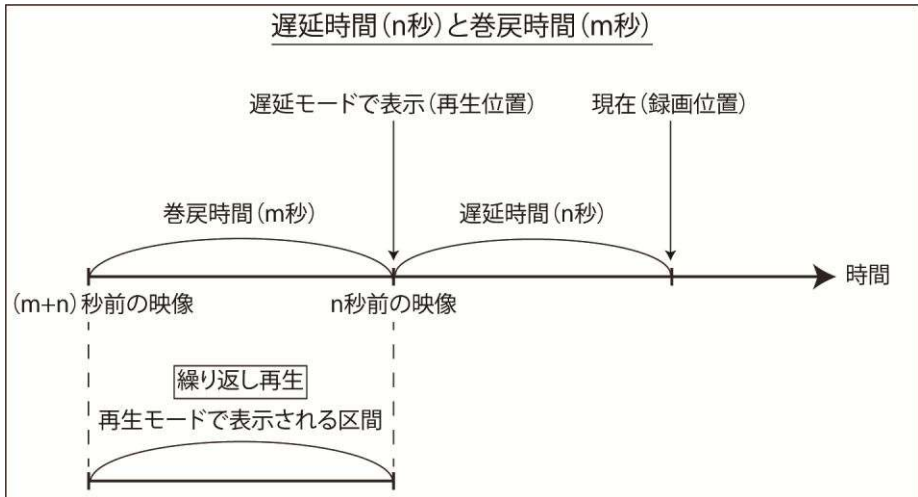 遅延時間(n秒)と巻戻時間(m秒)
遅延モードで表示(再生位置)
現在(録画位置)
巻戻時間(m秒)
遅延時間(n秒)
時間
(m+n)秒前の映像
n秒前の映像
繰り返し再生
再生モードで表示される区間